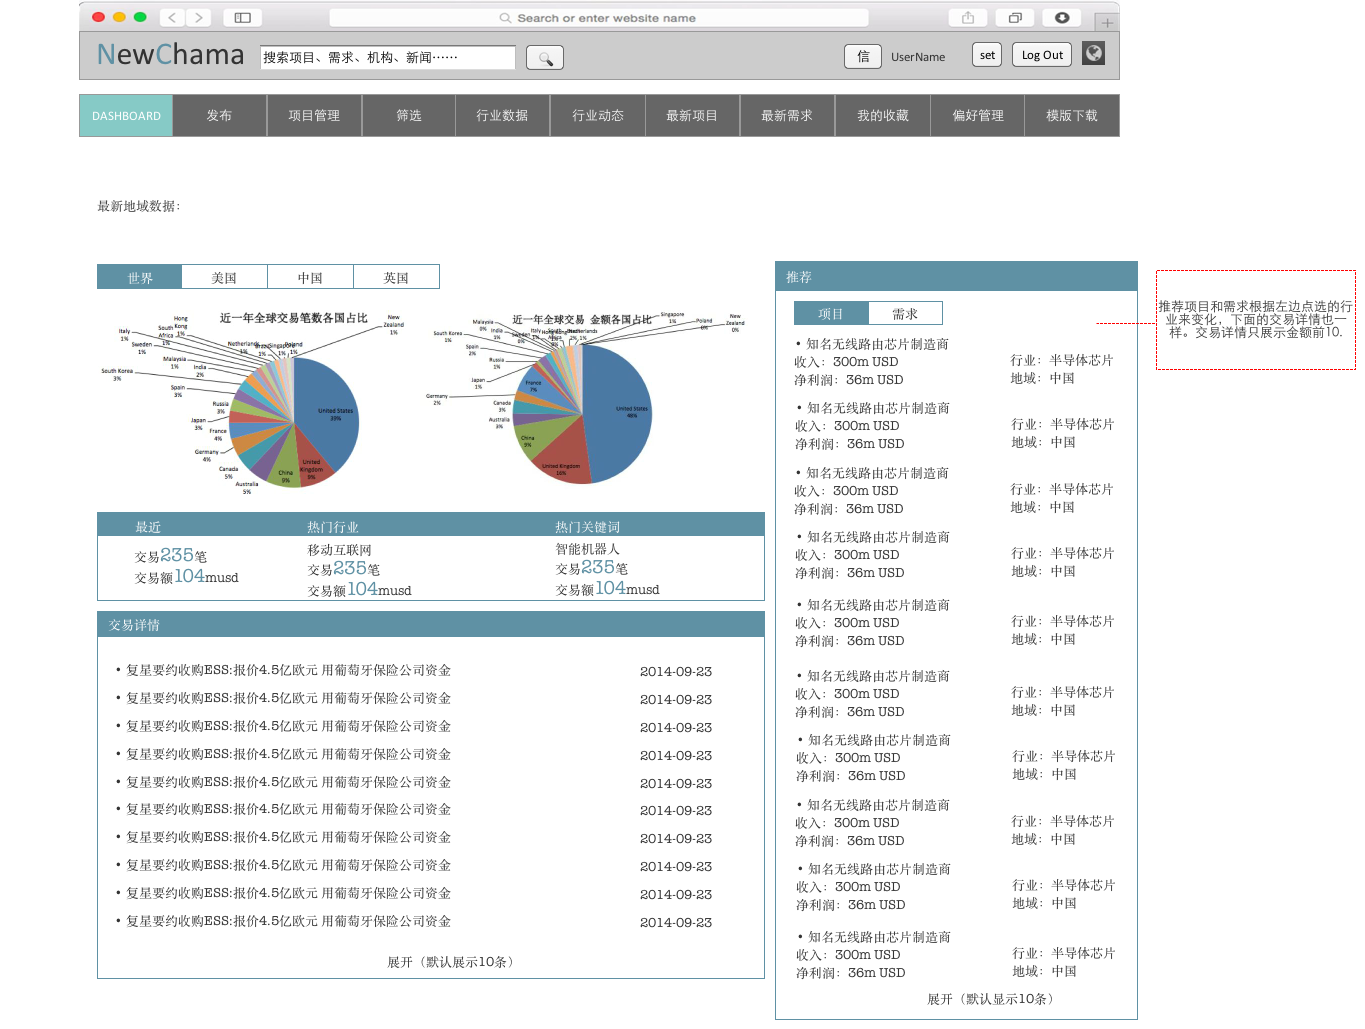 Search or enter website name
NewChama
搜索项目、需求、机构、新闻……
信
UserName
set
Log Out
DASHBOARD
发布
项目管理
筛选
行业数据
行业动态
最新项目
最新需求
我的收藏
偏好管理
模版下载
最新地域数据：
世界
美国
中国
英国
近一年全球交易笔数各国占比
New Zealand 1%
Poland 1%
Netherlands 1%
Hong Kong 1%
South Africa 1%
Italy 1%
Sweden 1%
Malaysia 1%
India 2%
South Korea 3%
Spain 3%
Russia 3%
Japan 3%
France 4%
Germany 4%
Canada 5%
Australia 5%
China 9%
United Kingdom 9%
United States 39%
近一年全球交易 金额各国占比
Singapore 1%
Poland 0%
New Zealand 0%
Malaysia 0%
India 1%
South Korea 1%
Spain 2%
Russia 1%
Japan 1%
Germany 2%
France 7%
Canada 3%
Australia 3%
China 9%
United Kingdom 16%
United States 48%
最近
热门行业
热门关键词
交易235笔
交易额104musd
移动互联网
交易235笔
交易额104musd
智能机器人
交易235笔
交易额104musd
交易详情
• 复星要约收购ESS:报价4.5亿欧元 用葡萄牙保险公司资金 2014-09-23
• 复星要约收购ESS:报价4.5亿欧元 用葡萄牙保险公司资金 2014-09-23
• 复星要约收购ESS:报价4.5亿欧元 用葡萄牙保险公司资金 2014-09-23
• 复星要约收购ESS:报价4.5亿欧元 用葡萄牙保险公司资金 2014-09-23
• 复星要约收购ESS:报价4.5亿欧元 用葡萄牙保险公司资金 2014-09-23
• 复星要约收购ESS:报价4.5亿欧元 用葡萄牙保险公司资金 2014-09-23
• 复星要约收购ESS:报价4.5亿欧元 用葡萄牙保险公司资金 2014-09-23
• 复星要约收购ESS:报价4.5亿欧元 用葡萄牙保险公司资金 2014-09-23
• 复星要约收购ESS:报价4.5亿欧元 用葡萄牙保险公司资金 2014-09-23
• 复星要约收购ESS:报价4.5亿欧元 用葡萄牙保险公司资金 2014-09-23
展开（默认展示10条）
推荐
项目
需求
• 知名无线路由芯片制造商
收入：300m USD 行业：半导体芯片
净利润：36m USD 地域：中国
• 知名无线路由芯片制造商
收入：300m USD 行业：半导体芯片
净利润：36m USD 地域：中国
• 知名无线路由芯片制造商
收入：300m USD 行业：半导体芯片
净利润：36m USD 地域：中国
• 知名无线路由芯片制造商
收入：300m USD 行业：半导体芯片
净利润：36m USD 地域：中国
• 知名无线路由芯片制造商
收入：300m USD 行业：半导体芯片
净利润：36m USD 地域：中国
• 知名无线路由芯片制造商
收入：300m USD 行业：半导体芯片
净利润：36m USD 地域：中国
• 知名无线路由芯片制造商
收入：300m USD 行业：半导体芯片
净利润：36m USD 地域：中国
• 知名无线路由芯片制造商
收入：300m USD 行业：半导体芯片
净利润：36m USD 地域：中国
• 知名无线路由芯片制造商
收入：300m USD 行业：半导体芯片
净利润：36m USD 地域：中国
• 知名无线路由芯片制造商
收入：300m USD 行业：半导体芯片
净利润：36m USD 地域：中国
展开（默认显示10条）
推荐项目和需求根据左边点选的行
业来变化，下面的交易详情也一
样。交易详情只展示金额前10.